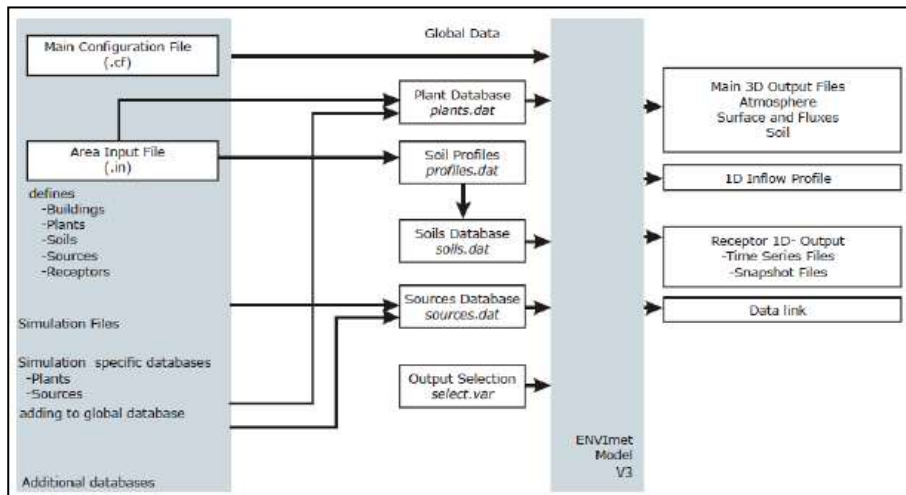 Main Configuration File
(.cf)
Global Data
Plant Database
plants.dat
Area Input File
(.in)
Soil Profiles
profiles.dat
defines
-Buildings
-Plants
-Soils
-Sources
-Receptors
Soils Database
soils.dat
Sources Database
sources.dat
Simulation Files
Simulation specific databases
-Plants
-Sources
adding to global database
Output Selection
select.var
Additional databases
ENVImet
Model
V3
Main 3D Output Files
Atmosphere
Surface and Fluxes
Soil
1D Inflow Profile
Receptor 1D- Output
-Time Series Files
-Snapshot Files
Data link